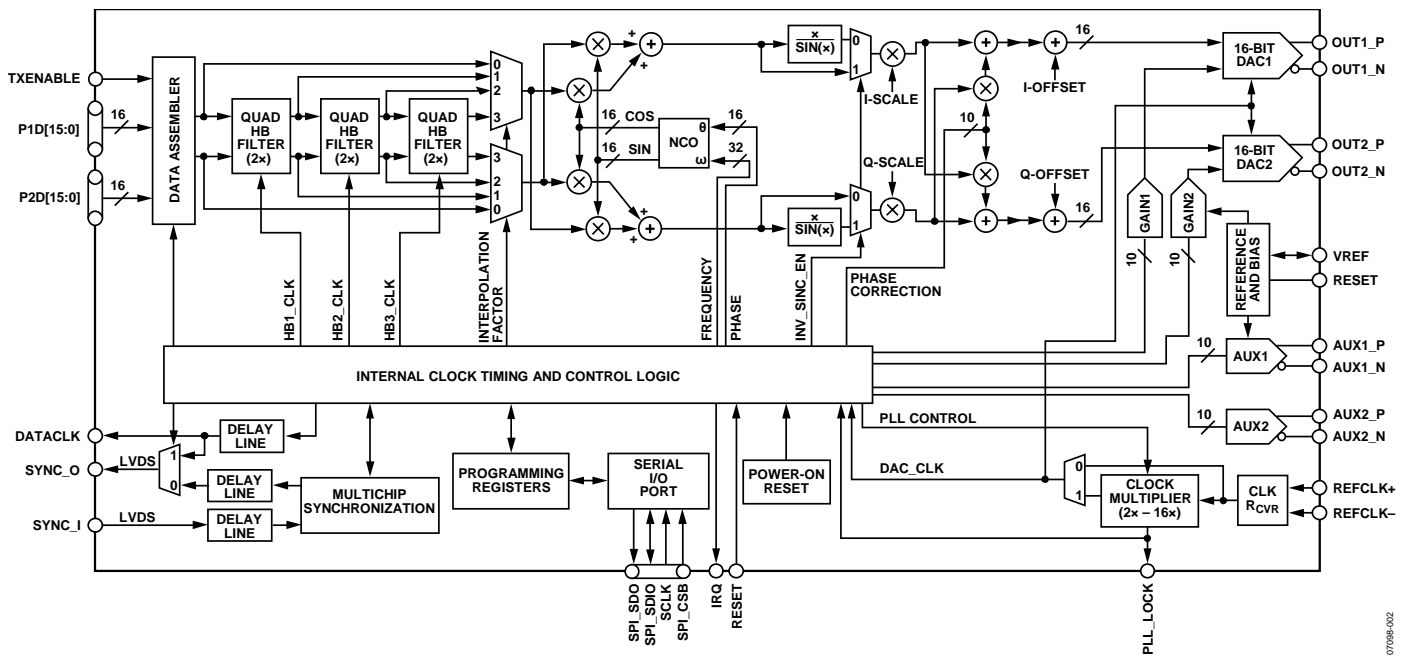 TXENABLE
P1D[15:0]
16
P2D[15:0]
16
DATA ASSEMBLER
QUAD
HB
FILTER
(2×)
QUAD
HB
FILTER
(2×)
QUAD
HB
FILTER
(2×)
0
1
2
3
3
2
1
0
HB1_CLK
HB2_CLK
HB3_CLK
INTERPOLATION
FACTOR
×
×
×
×
+
+
+
+
+
+
COS
16
16
SIN
NCO
θ
ω
16
32
FREQUENCY
PHASE
×
SIN(×)
×
SIN(×)
0
1
0
1
INV_SINC_EN
×
I-SCALE
Q-SCALE
×
10
PHASE
CORRECTION
+
+
×
×
+
+
16
I-OFFSET
Q-OFFSET
16
16-BIT
DAC1
16-BIT
DAC2
GAIN1
GAIN2
10
10
REFERENCE
AND BIAS
OUT1_P
OUT1_N
OUT2_P
OUT2_N
VREF
RESET
10
AUX1
AUX1_P
AUX1_N
10
AUX2
AUX2_P
AUX2_N
INTERNAL CLOCK TIMING AND CONTROL LOGIC
DATACLK
DELAY
LINE
SYNC_O
LVDS
1
0
DELAY
LINE
SYNC_I
LVDS
DELAY
LINE
MULTICHIP
SYNCHRONIZATION
PROGRAMMING
REGISTERS
SERIAL
I/O
PORT
POWER-ON
RESET
PLL CONTROL
DAC_CLK
0
1
CLOCK
MULTIPLIER
(2× – 16×)
CLK
RCVR
REFCLK+
REFCLK–
SPI_SDO
SPI_SDIO
SCLK
SPI_CSB
IRQ
RESET
PLL_LOCK
07098-002